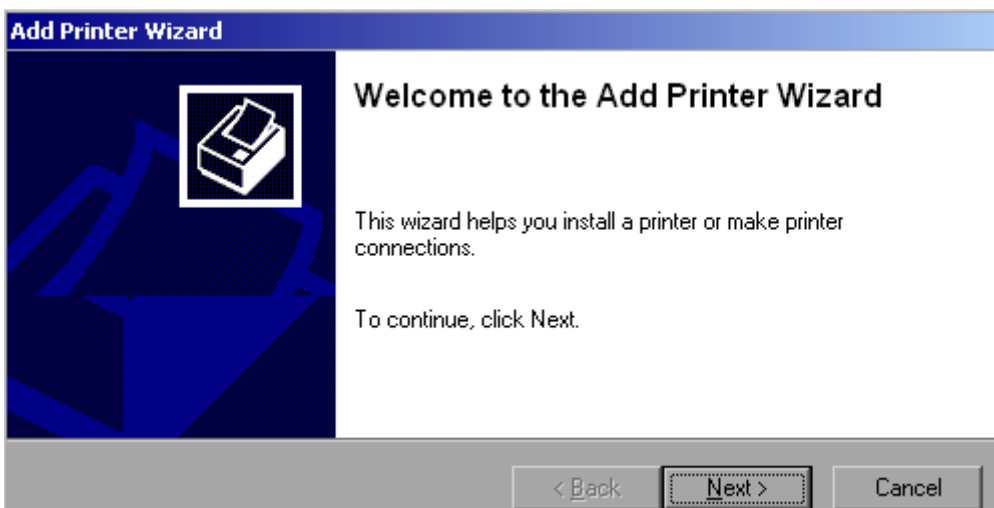 Add Printer Wizard
Welcome to the Add Printer Wizard
This wizard helps you install a printer or make printer
connections.
To continue, click Next.
< Back Next > Cancel